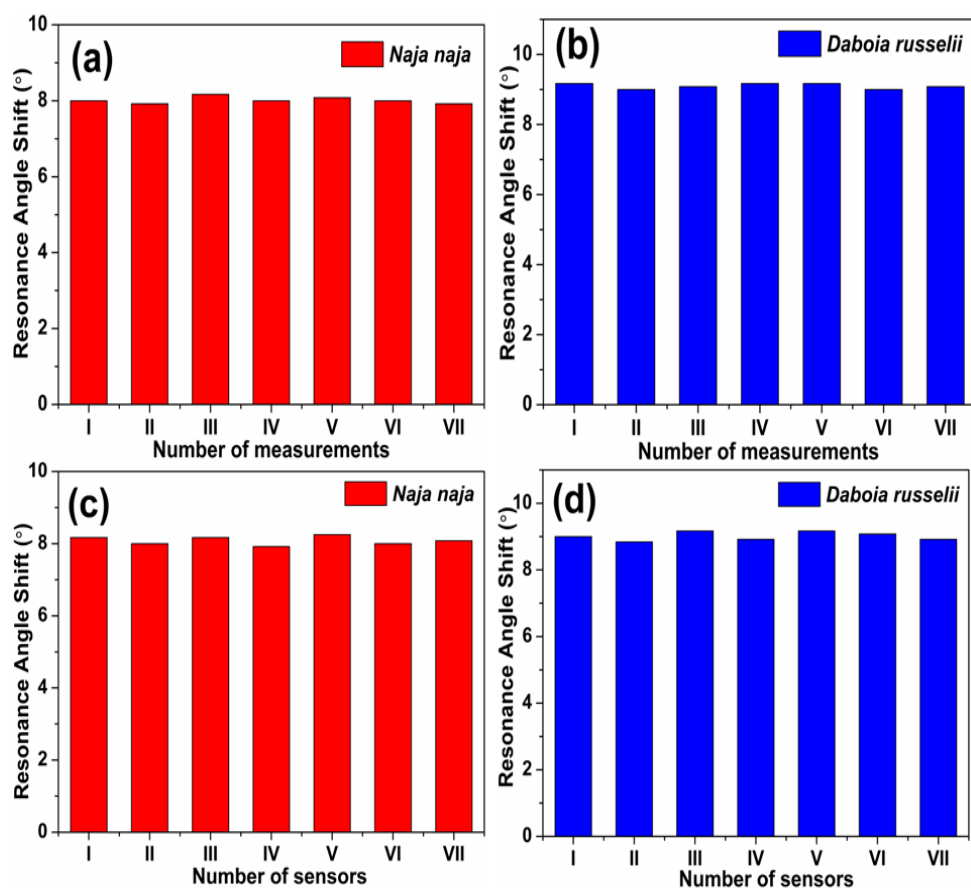 (a)
Naja naja
Resonance Angle Shift (°)
10
8
6
4
2
0
I II III IV V VI VII
Number of measurements
(b)
Daboia russelii
Resonance Angle Shift (°)
10
8
6
4
2
0
I II III IV V VI VII
Number of measurements
(c)
Naja naja
Resonance Angle Shift (°)
10
8
6
4
2
0
I II III IV V VI VII
Number of sensors
(d)
Daboia russelii
Resonance Angle Shift (°)
10
8
6
4
2
0
I II III IV V VI VII
Number of sensors